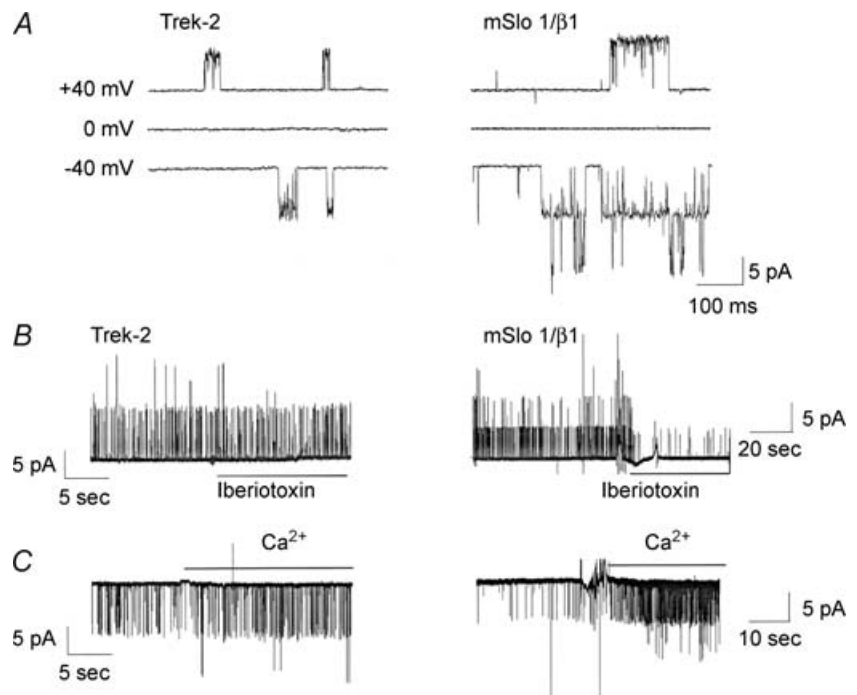 A
Trek-2
mSlo 1/β1
+40 mV
0 mV
-40 mV
5 pA
100 ms
B
Trek-2
mSlo 1/β1
5 pA
5 sec
Iberiotoxin
5 pA
20 sec
Iberiotoxin
C
Ca²⁺
Ca²⁺
5 pA
5 sec
5 pA
10 sec